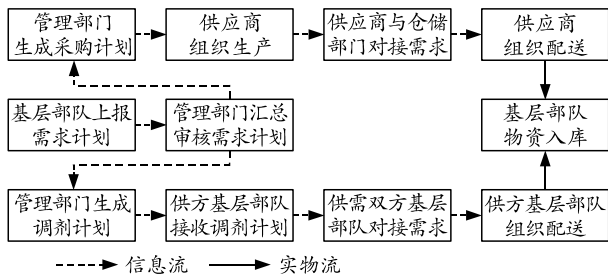 管理部门
生成采购计划
供应商
组织生产
供应商与仓储
部门对接需求
供应商
组织配送
基层部队上报
需求计划
管理部门汇总
审核需求计划
基层部队
物资入库
管理部门生成
调剂计划
供方基层部队
接收调剂计划
供需双方基层
部队对接需求
供方基层部队
组织配送
信息流
实物流